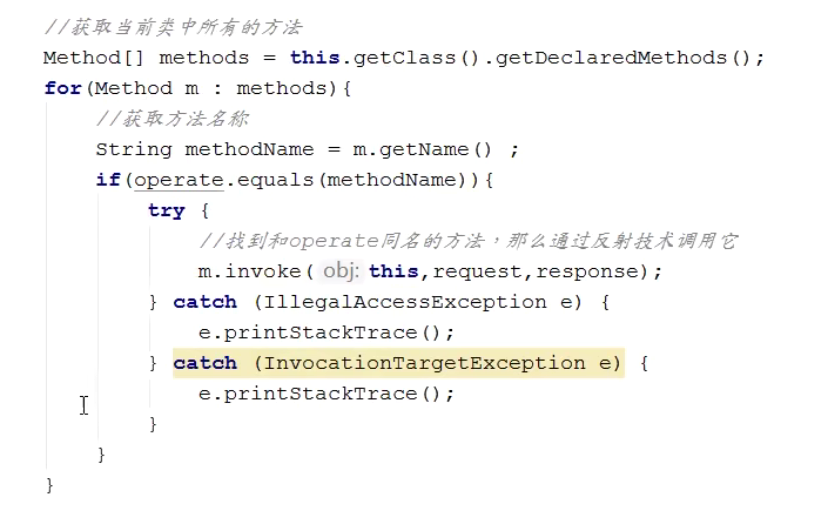 //获取当前类中所有的方法
Method[] methods = this.getClass().getDeclaredMethods();
for(Method m : methods){
//获取方法名称
String methodName = m.getName() ;
if(operate.equals(methodName)){
try {
//找到和operate同名的方法，那么通过反射技术调用它
m.invoke( obj: this,request,response);
} catch (IllegalAccessException e) {
e.printStackTrace();
} catch (InvocationTargetException e) {
e.printStackTrace();
}
}
}